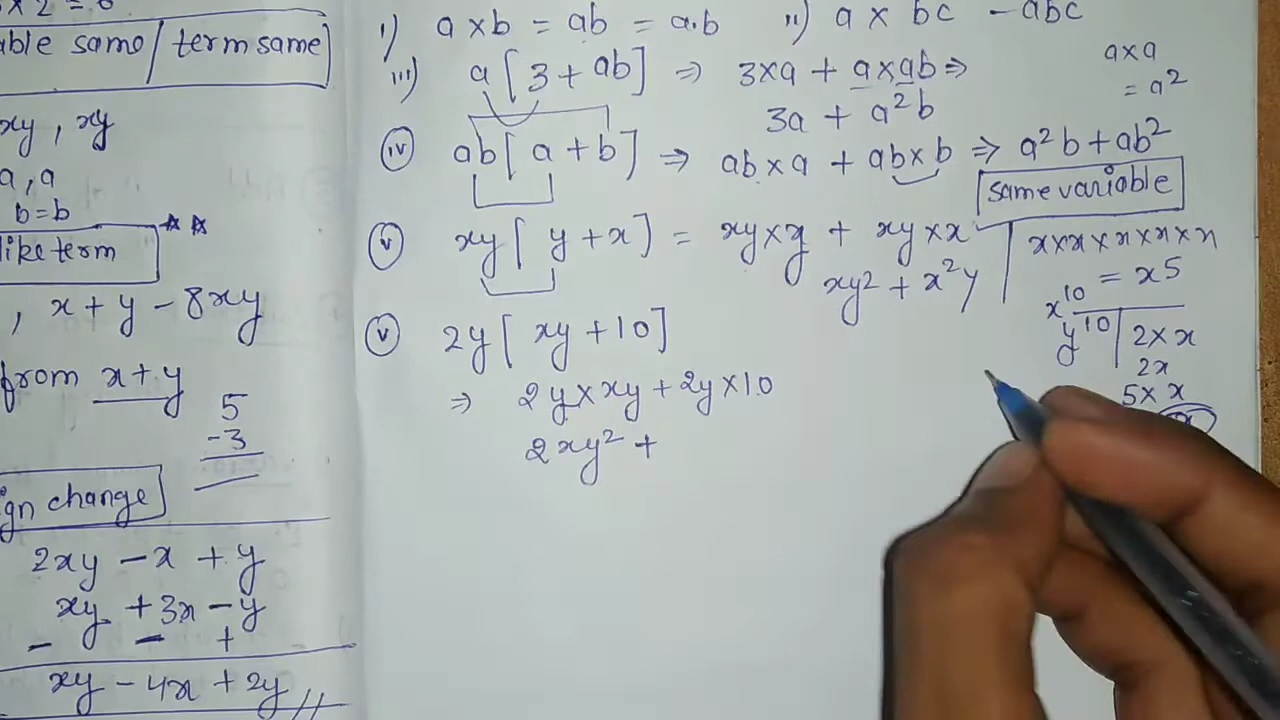 x 2 = 0
able same / term same
xy , xy
a , a
b = b
like term
, x + y - 8xy
from x + y
5
-3
gn change
2xy - x + y
xy + 3x - y
- - +
xy - 4x + 2y //
i) a × b = ab = a.b ii) a × bc - abc
iii) a [ 3 + ab ] ⇒ 3×a + a×ab ⇒
3a + a²b
a×a
= a²
iv) ab [ a + b ] ⇒ ab×a + ab×b ⇒ a²b + ab²
same variable
v) xy [ y + x ] = xy×y + xy×x
xy² + x²y
x×x×x×x×x
= x5
x¹⁰
y¹⁰
2×x
2x
5×x
v) 2y [ xy + 10 ]
⇒ 2y×xy + 2y×10
2xy² +